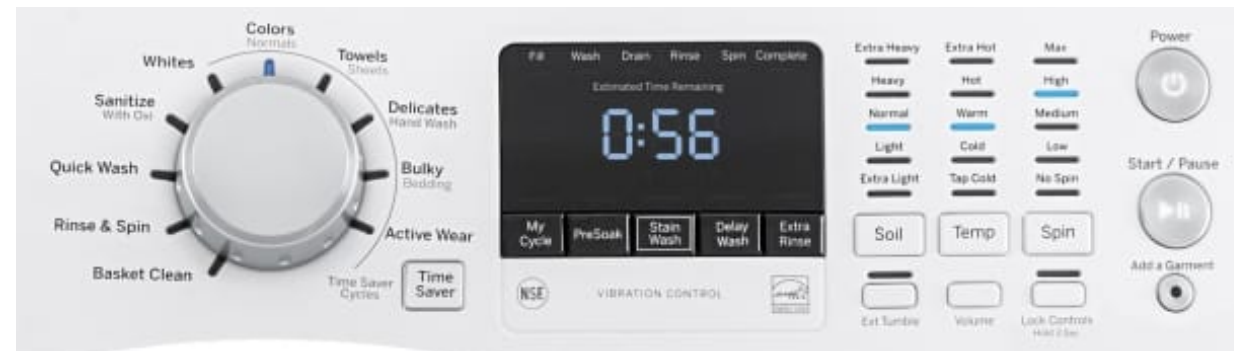 Colors
Normals
Whites
Towels
Sheets
Sanitize
With Oxi
Delicates
Hand Wash
Quick Wash
Bulky
Bedding
Rinse & Spin
Active Wear
Basket Clean
Time Saver
Cycles
Time
Saver
Fill Wash Drain Rinse Spin Complete
Estimated Time Remaining
0:56
My
Cycle
PreSoak
Stain
Wash
Delay
Wash
Extra
Rinse
NSF
VIBRATION CONTROL
Extra Heavy
Heavy
Normal
Light
Extra Light
Soil
Ext Tumble
Extra Hot
Hot
Warm
Cold
Tap Cold
Temp
Volume
Max
High
Medium
Low
No Spin
Spin
Lock Controls
Hold 3 Sec
Power
Start / Pause
Add a Garment